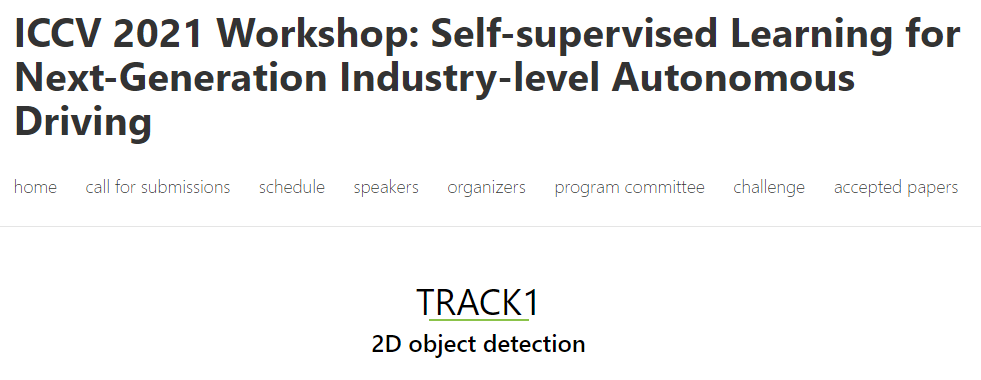 ICCV 2021 Workshop: Self-supervised Learning for
Next-Generation Industry-level Autonomous
Driving
home call for submissions schedule speakers organizers program committee challenge accepted papers
TRACK1
2D object detection